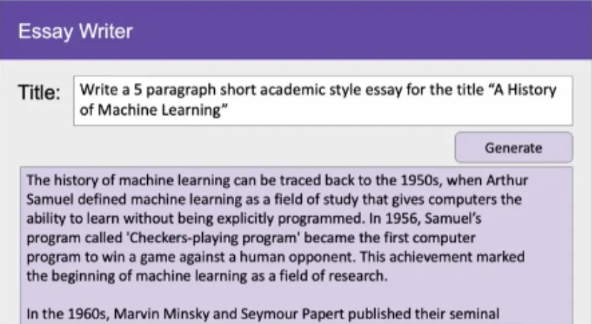 Essay Writer
Title:
Write a 5 paragraph short academic style essay for the title “A History
of Machine Learning”
Generate
The history of machine learning can be traced back to the 1950s, when Arthur
Samuel defined machine learning as a field of study that gives computers the
ability to learn without being explicitly programmed. In 1956, Samuel’s
program called 'Checkers-playing program' became the first computer
program to win a game against a human opponent. This achievement marked
the beginning of machine learning as a field of research.
In the 1960s, Marvin Minsky and Seymour Papert published their seminal